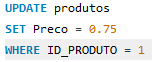 UPDATE produtos
SET Preco = 0.75
WHERE ID_PRODUTO = 1